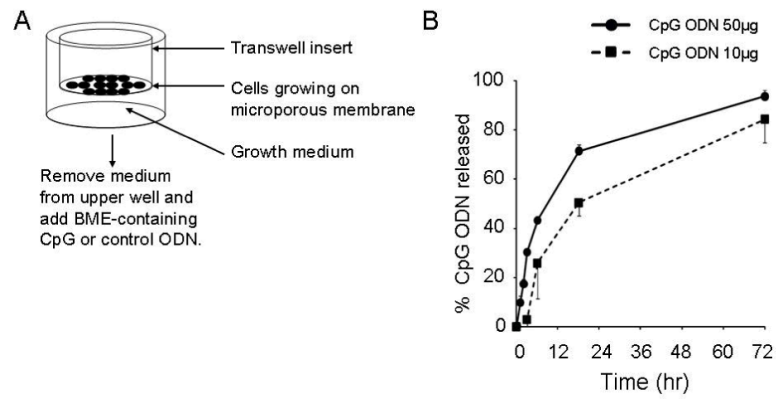 A
Transwell insert
Cells growing on
microporous membrane
Growth medium
Remove medium
from upper well and
add BME-containing
CpG or control ODN.
B
CpG ODN 50µg
CpG ODN 10µg
% CpG ODN released
100
80
60
40
20
0
0 12 24 36 48 60 72
Time (hr)